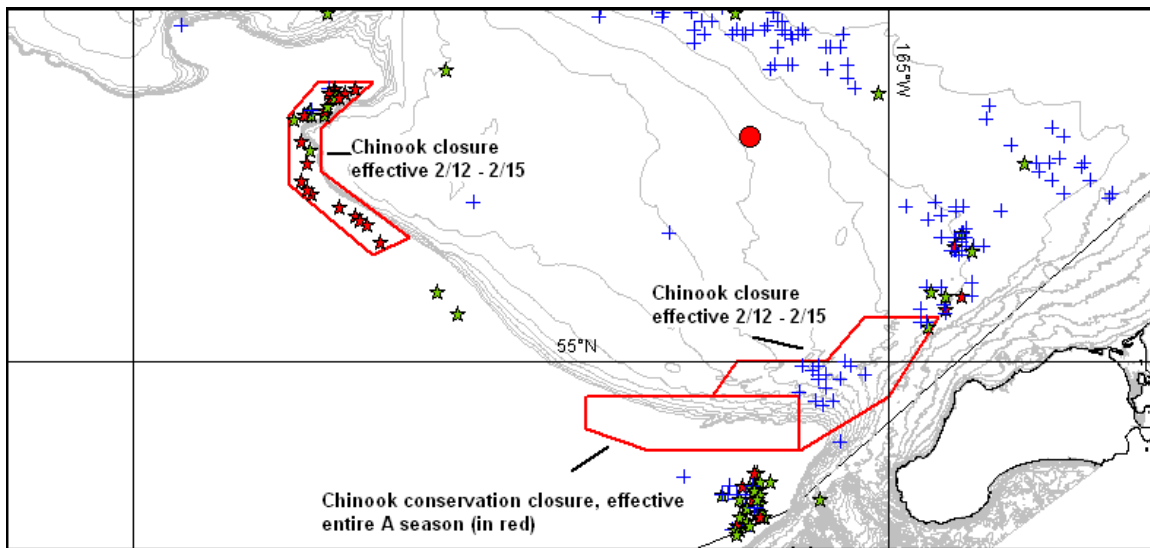 165°W
Chinook closure
effective 2/12 - 2/15
Chinook closure
effective 2/12 - 2/15
55°N
Chinook conservation closure, effective
entire A season (in red)